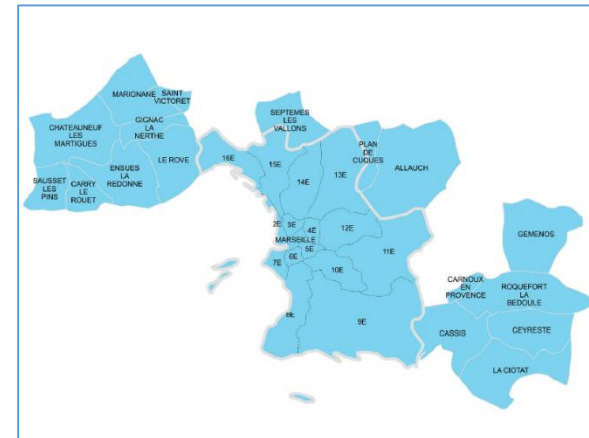 MARIGNANE
SAINT
VICTORET
GIGNAC
LA
NERTHE
CHATEAUNEUF
LES
MARTIGUES
ENSUES
LA
REDONNE
LE ROVE
SAUSSET
LES
PINS
CARRY
LE
ROUET
SEPTEMES
LES
VALLONS
PLAN
DE
CUQUES
ALLAUCH
16E
15E
14E
13E
2E
3E
4E
MARSEILLE
5E
6E
7E
12E
11E
10E
8E
9E
GEMENOS
CARNOUX
EN
PROVENCE
ROQUEFORT
LA
BEDOULE
CASSIS
CEYRESTE
LA CIOTAT